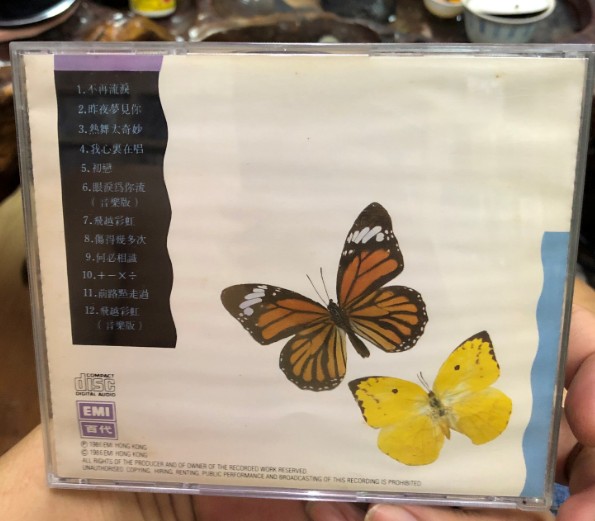 1.不再流淚
2.昨夜夢見你
3.熱舞太奇妙
4.我心裏在唱
5.初戀
6.眼淚爲你流
（音樂版）
7.飛越彩虹
8.傷得幾多次
9.何必相識
10.+−×÷
11.前路點走過
12.飛越彩虹
（音樂版）
COMPACT
disc
DIGITAL AUDIO
EMI
百代
℗ 1985 EMI HONG KONG
© 1985 EMI HONG KONG
ALL RIGHTS OF THE PRODUCER AND OF OWNER OF THE RECORDED WORK RESERVED.
UNAUTHORISED COPYING, HIRING, RENTING, PUBLIC PERFORMANCE AND BROADCASTING OF THIS RECORDING IS PROHIBITED